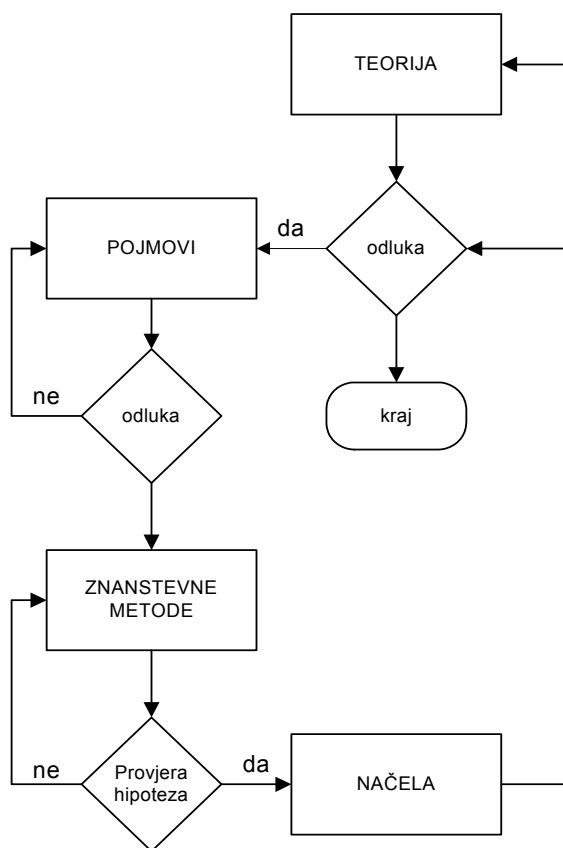 TEORIJA
da
odluka
POJMOVI
ne
odluka
kraj
ZNANSTEVNE
METODE
ne
Provjera
hipoteza
da
NAČELA